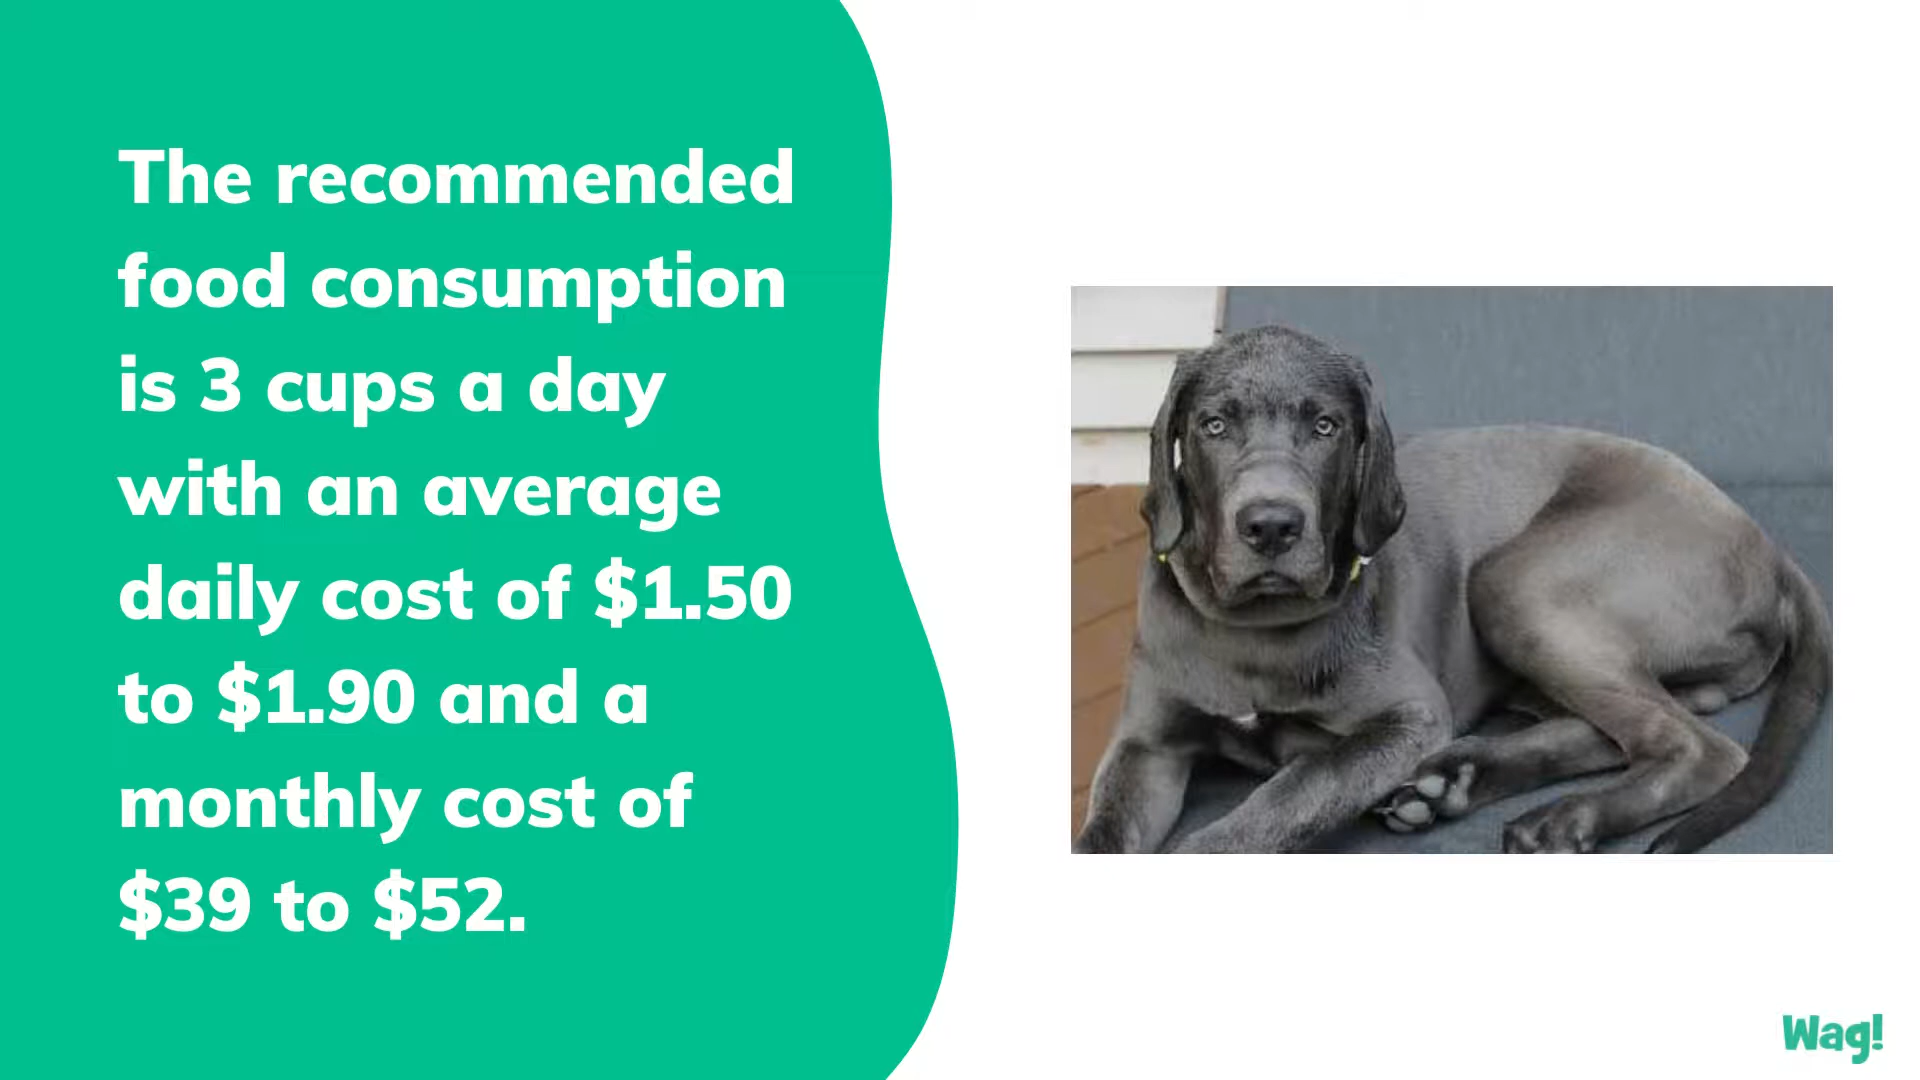 The recommended
food consumption
is 3 cups a day
with an average
daily cost of $1.50
to $1.90 and a
monthly cost of
$39 to $52.
Wag!